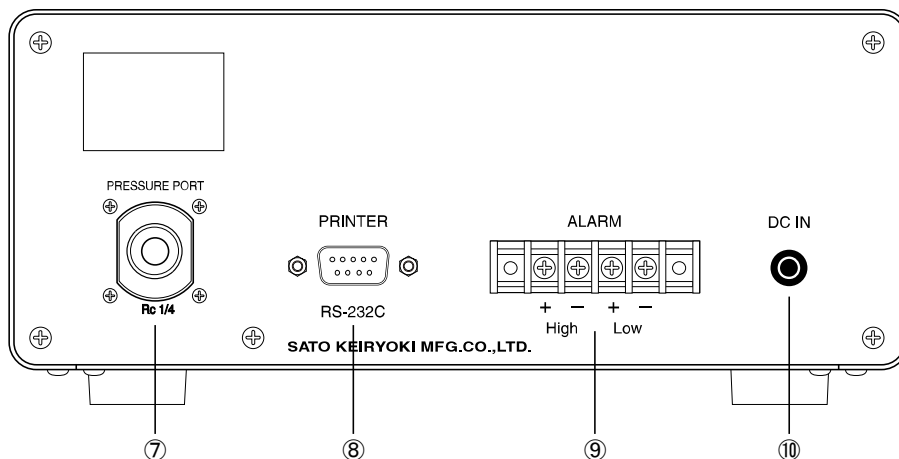 PRESSURE PORT
Rc 1/4
PRINTER
RS-232C
ALARM
+ − + −
High Low
DC IN
SATO KEIRYOKI MFG.CO.,LTD.
⑦ ⑧ ⑨ ⑩